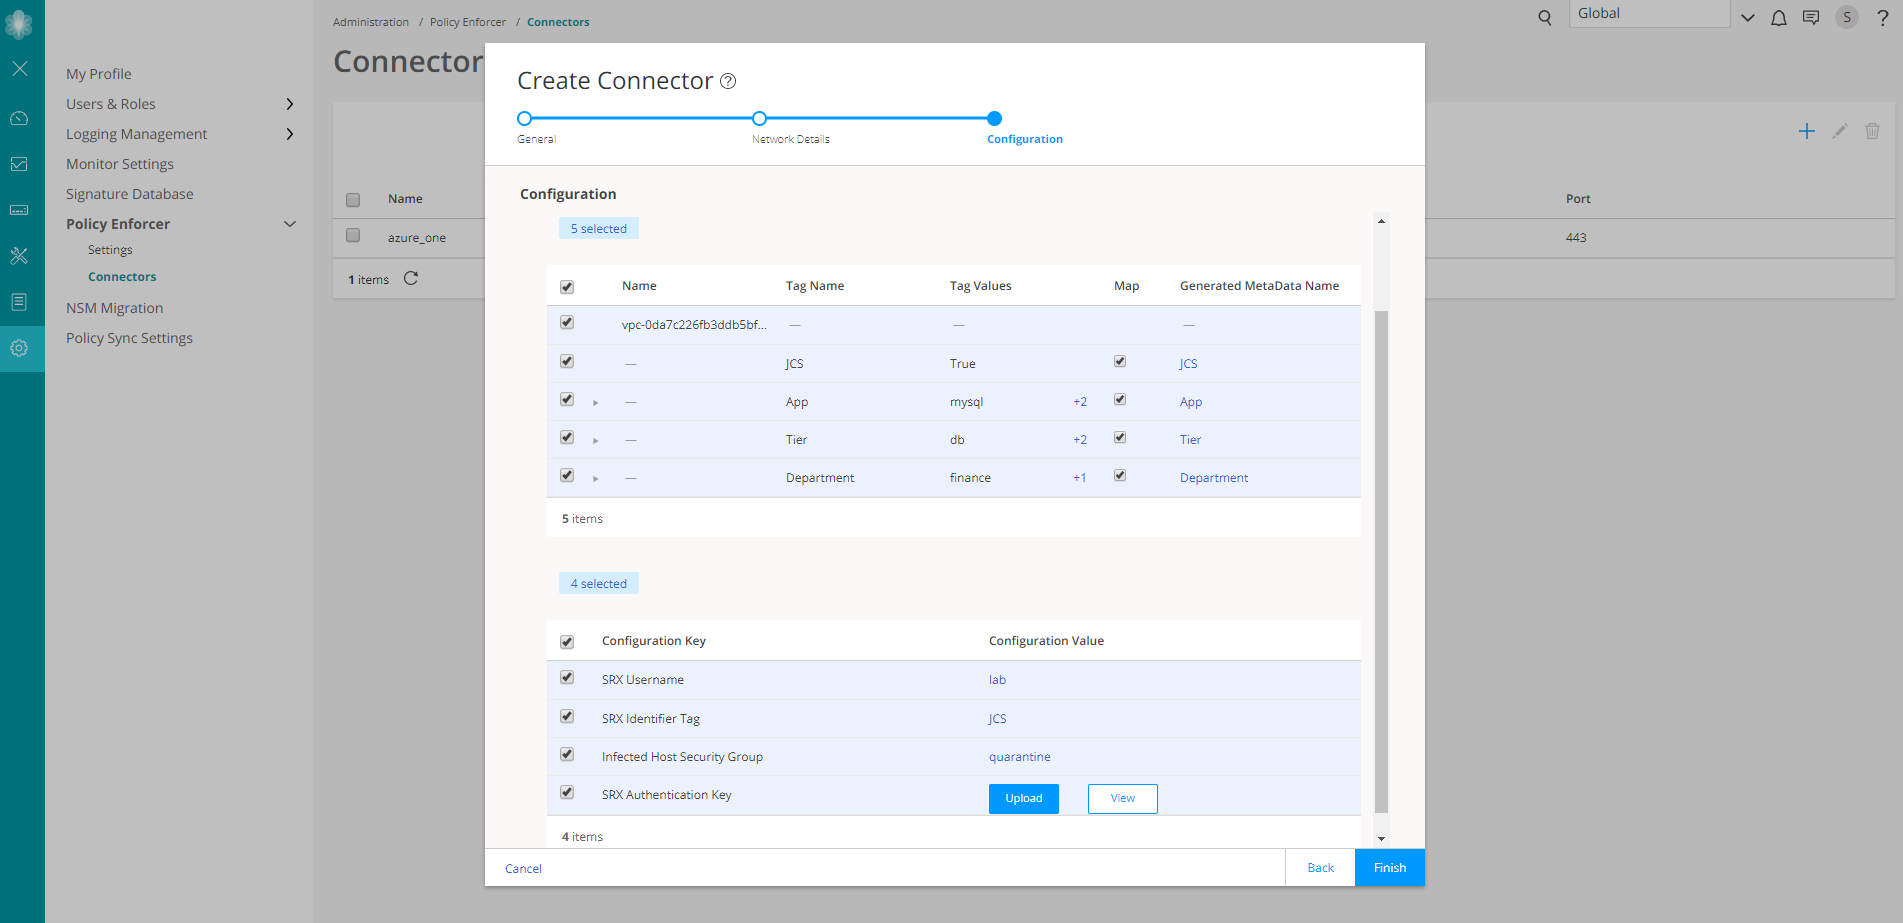 Administration / Policy Enforcer / Connectors
Global
S
?
Connector
My Profile
Users & Roles
Logging Management
Monitor Settings
Signature Database
Policy Enforcer
Settings
Connectors
NSM Migration
Policy Sync Settings
Name
Port
azure_one
443
1 items
Create Connector ?
General
Network Details
Configuration
Configuration
5 selected
Name Tag Name Tag Values Map Generated MetaData Name
vpc-0da7c226fb3ddb5bf... — — —
— JCS True JCS
— App mysql +2 App
— Tier db +2 Tier
— Department finance +1 Department
5 items
4 selected
Configuration Key Configuration Value
SRX Username lab
SRX Identifier Tag JCS
Infected Host Security Group quarantine
SRX Authentication Key Upload View
4 items
Cancel Back Finish